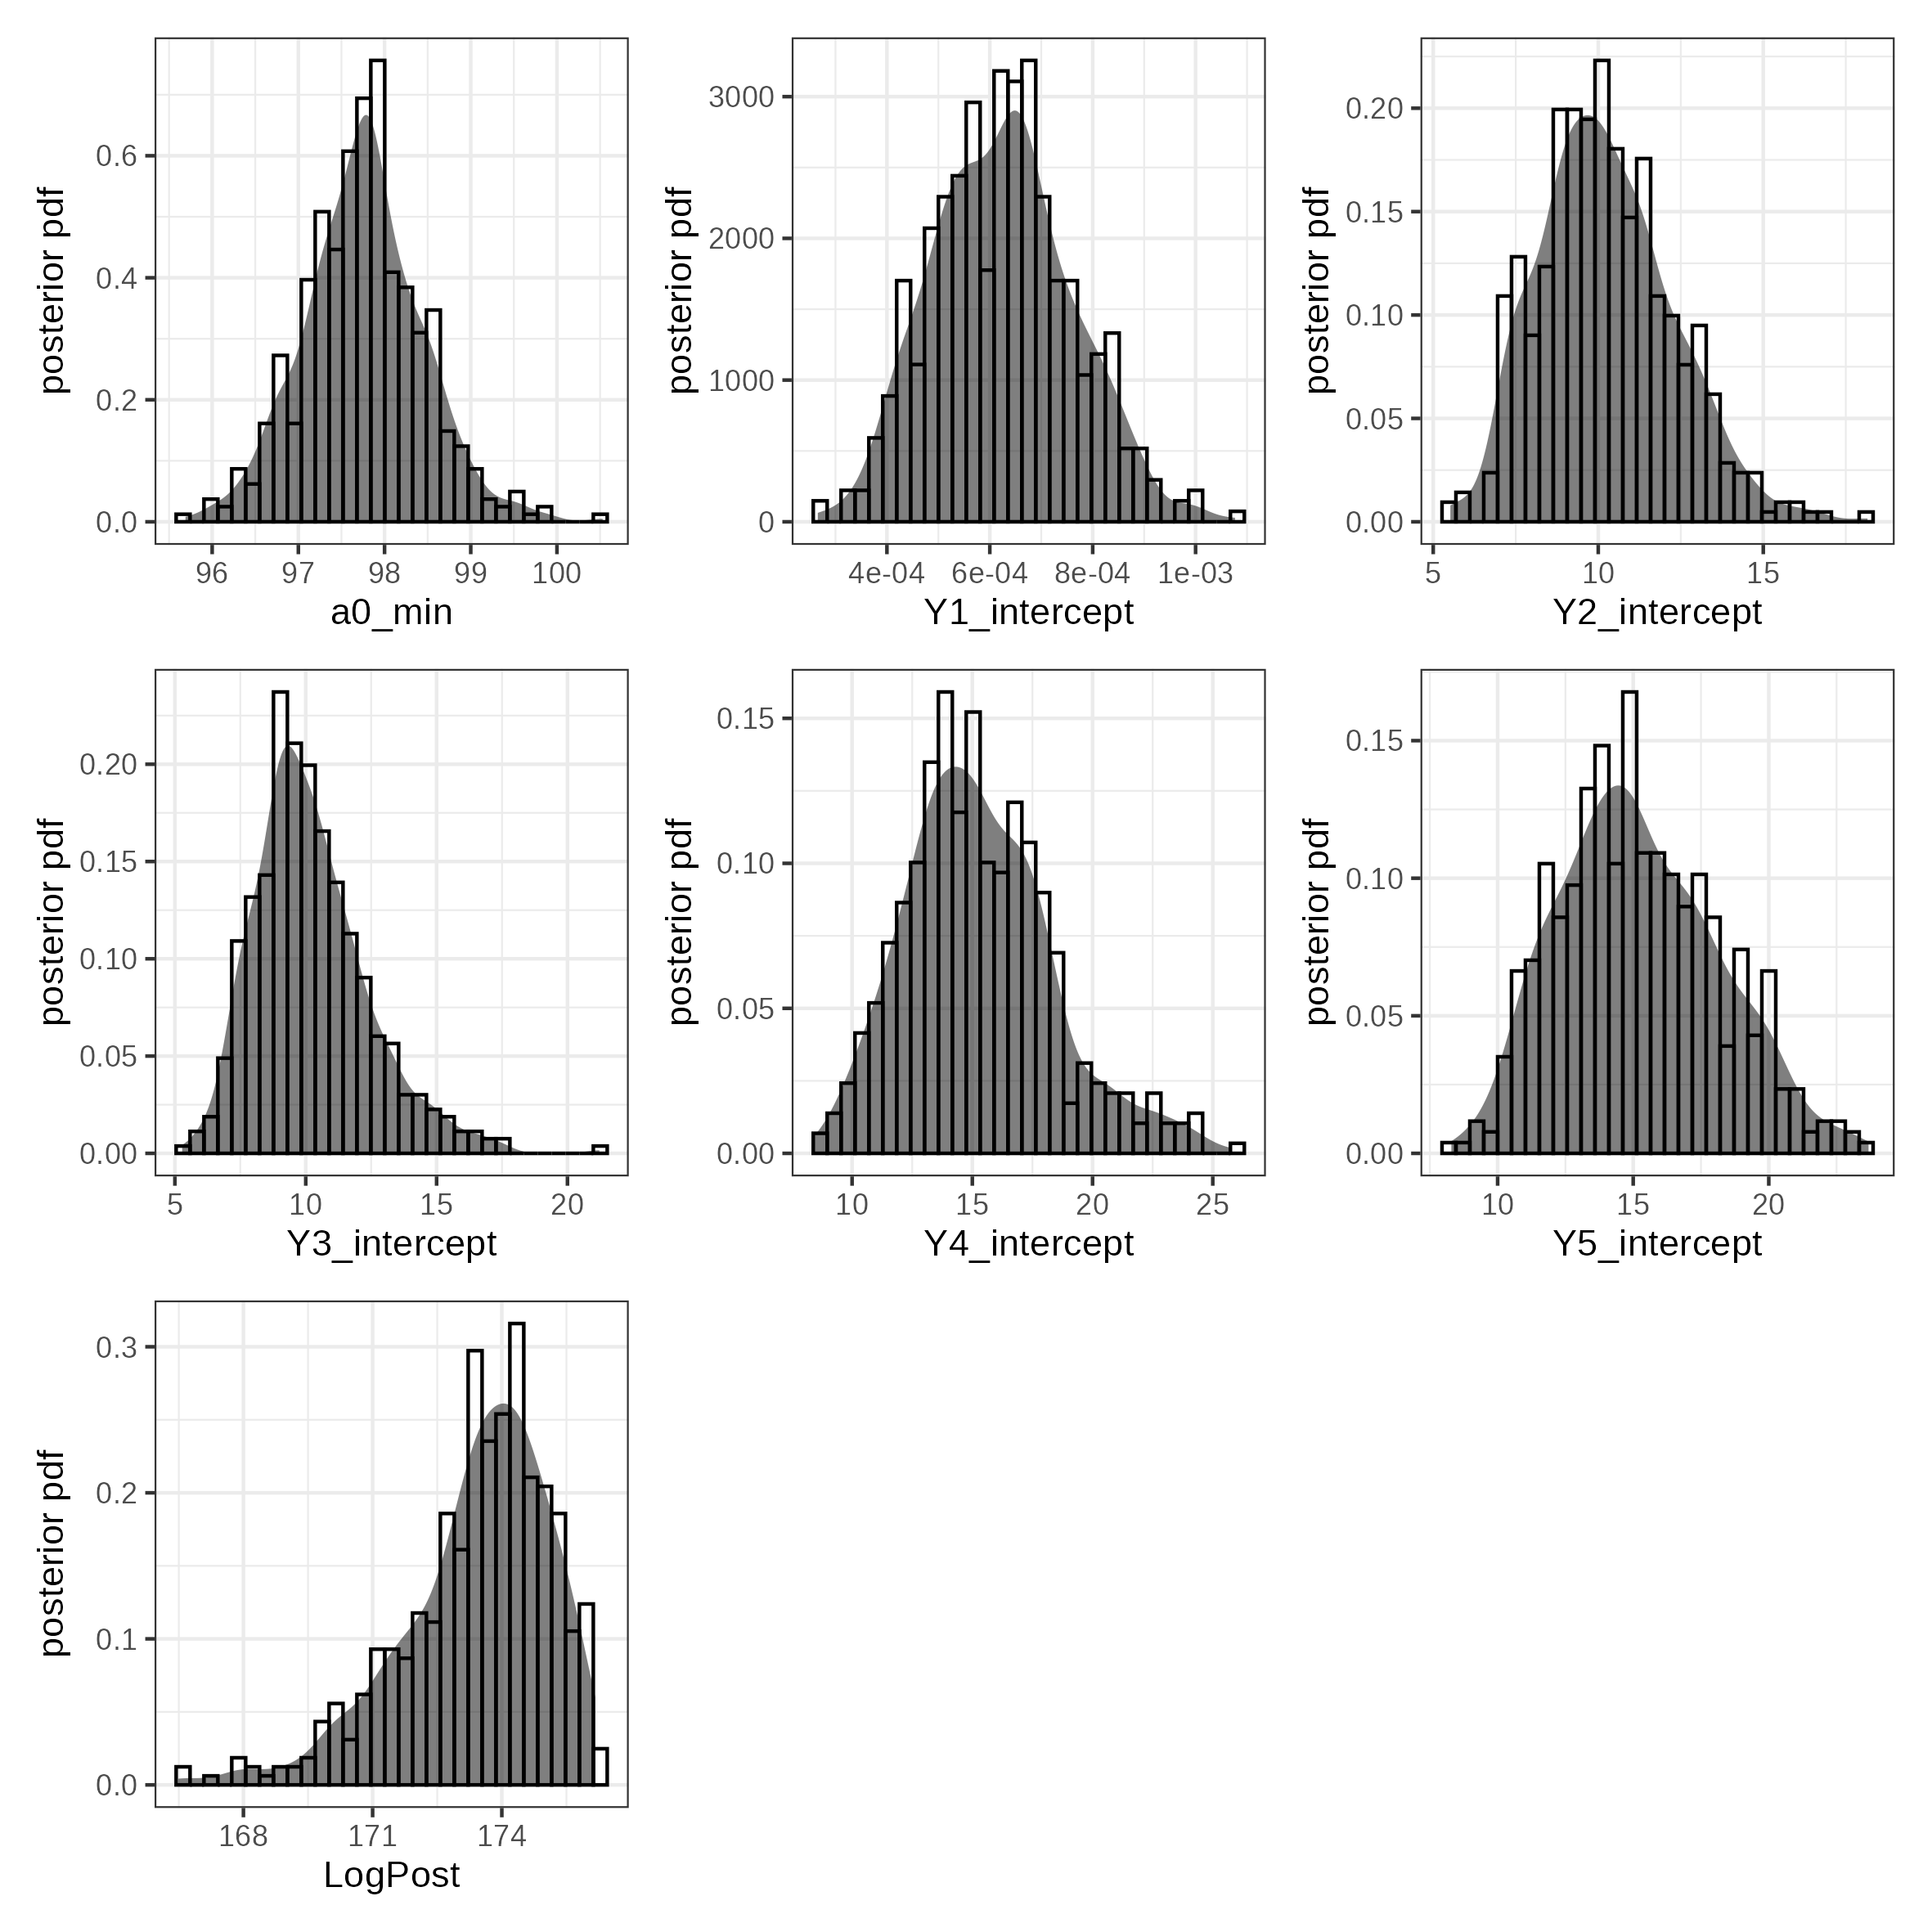 posterior pdf
0.6
0.4
0.2
0.0
96 97 98 99 100
a0_min
posterior pdf
3000
2000
1000
0
4e-04 6e-04 8e-04 1e-03
Y1_intercept
posterior pdf
0.20
0.15
0.10
0.05
0.00
5 10 15
Y2_intercept
posterior pdf
0.20
0.15
0.10
0.05
0.00
5 10 15 20
Y3_intercept
posterior pdf
0.15
0.10
0.05
0.00
10 15 20 25
Y4_intercept
posterior pdf
0.15
0.10
0.05
0.00
10 15 20
Y5_intercept
posterior pdf
0.3
0.2
0.1
0.0
168 171 174
LogPost